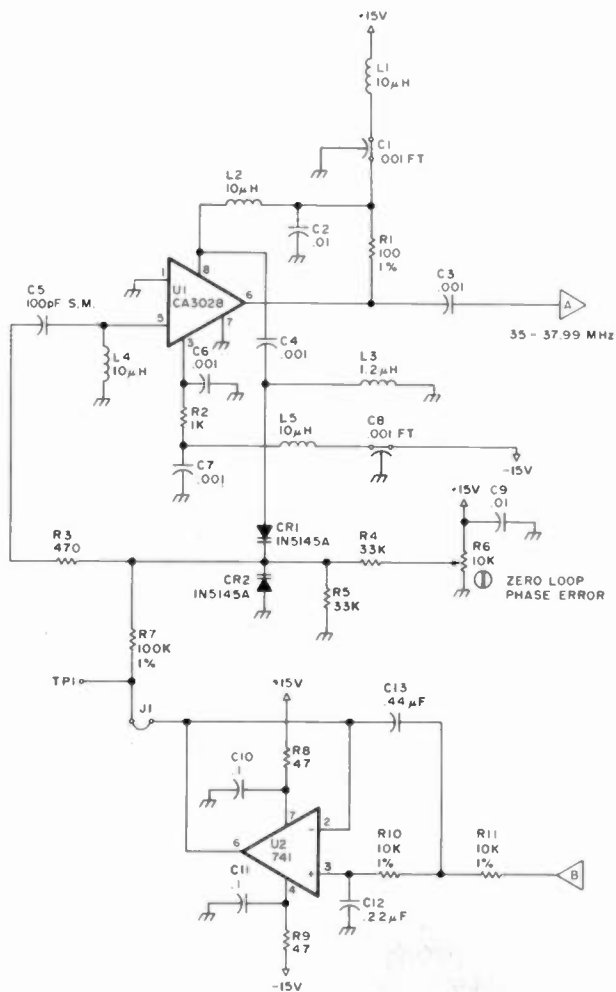 +15V
L1
10µH
C1
.001 FT
L2
10µH
C2
.01
R1
100
1%
8
1
U1
CA3028
6
C3
.001
A
C5
100pF S.M.
5
7
3
35 - 37.99 MHz
C6
.001
C4
.001
L4
10µH
L3
1.2µH
R2
1K
L5
10µH
C8
.001 FT
C7
.001
-15V
+15V
C9
.01
R3
470
CR1
1N5145A
R4
33K
R6
10K
CR2
1N5145A
R5
33K
ZERO LOOP
PHASE ERROR
R7
100K
1%
TP1
J1
+15V
C13
.44µF
C10
.1
R8
47
7
2
6
U2
741
-
+
3
R10
10K
1%
R11
10K
1%
B
C11
.1
4
C12
.22µF
R9
47
-15V